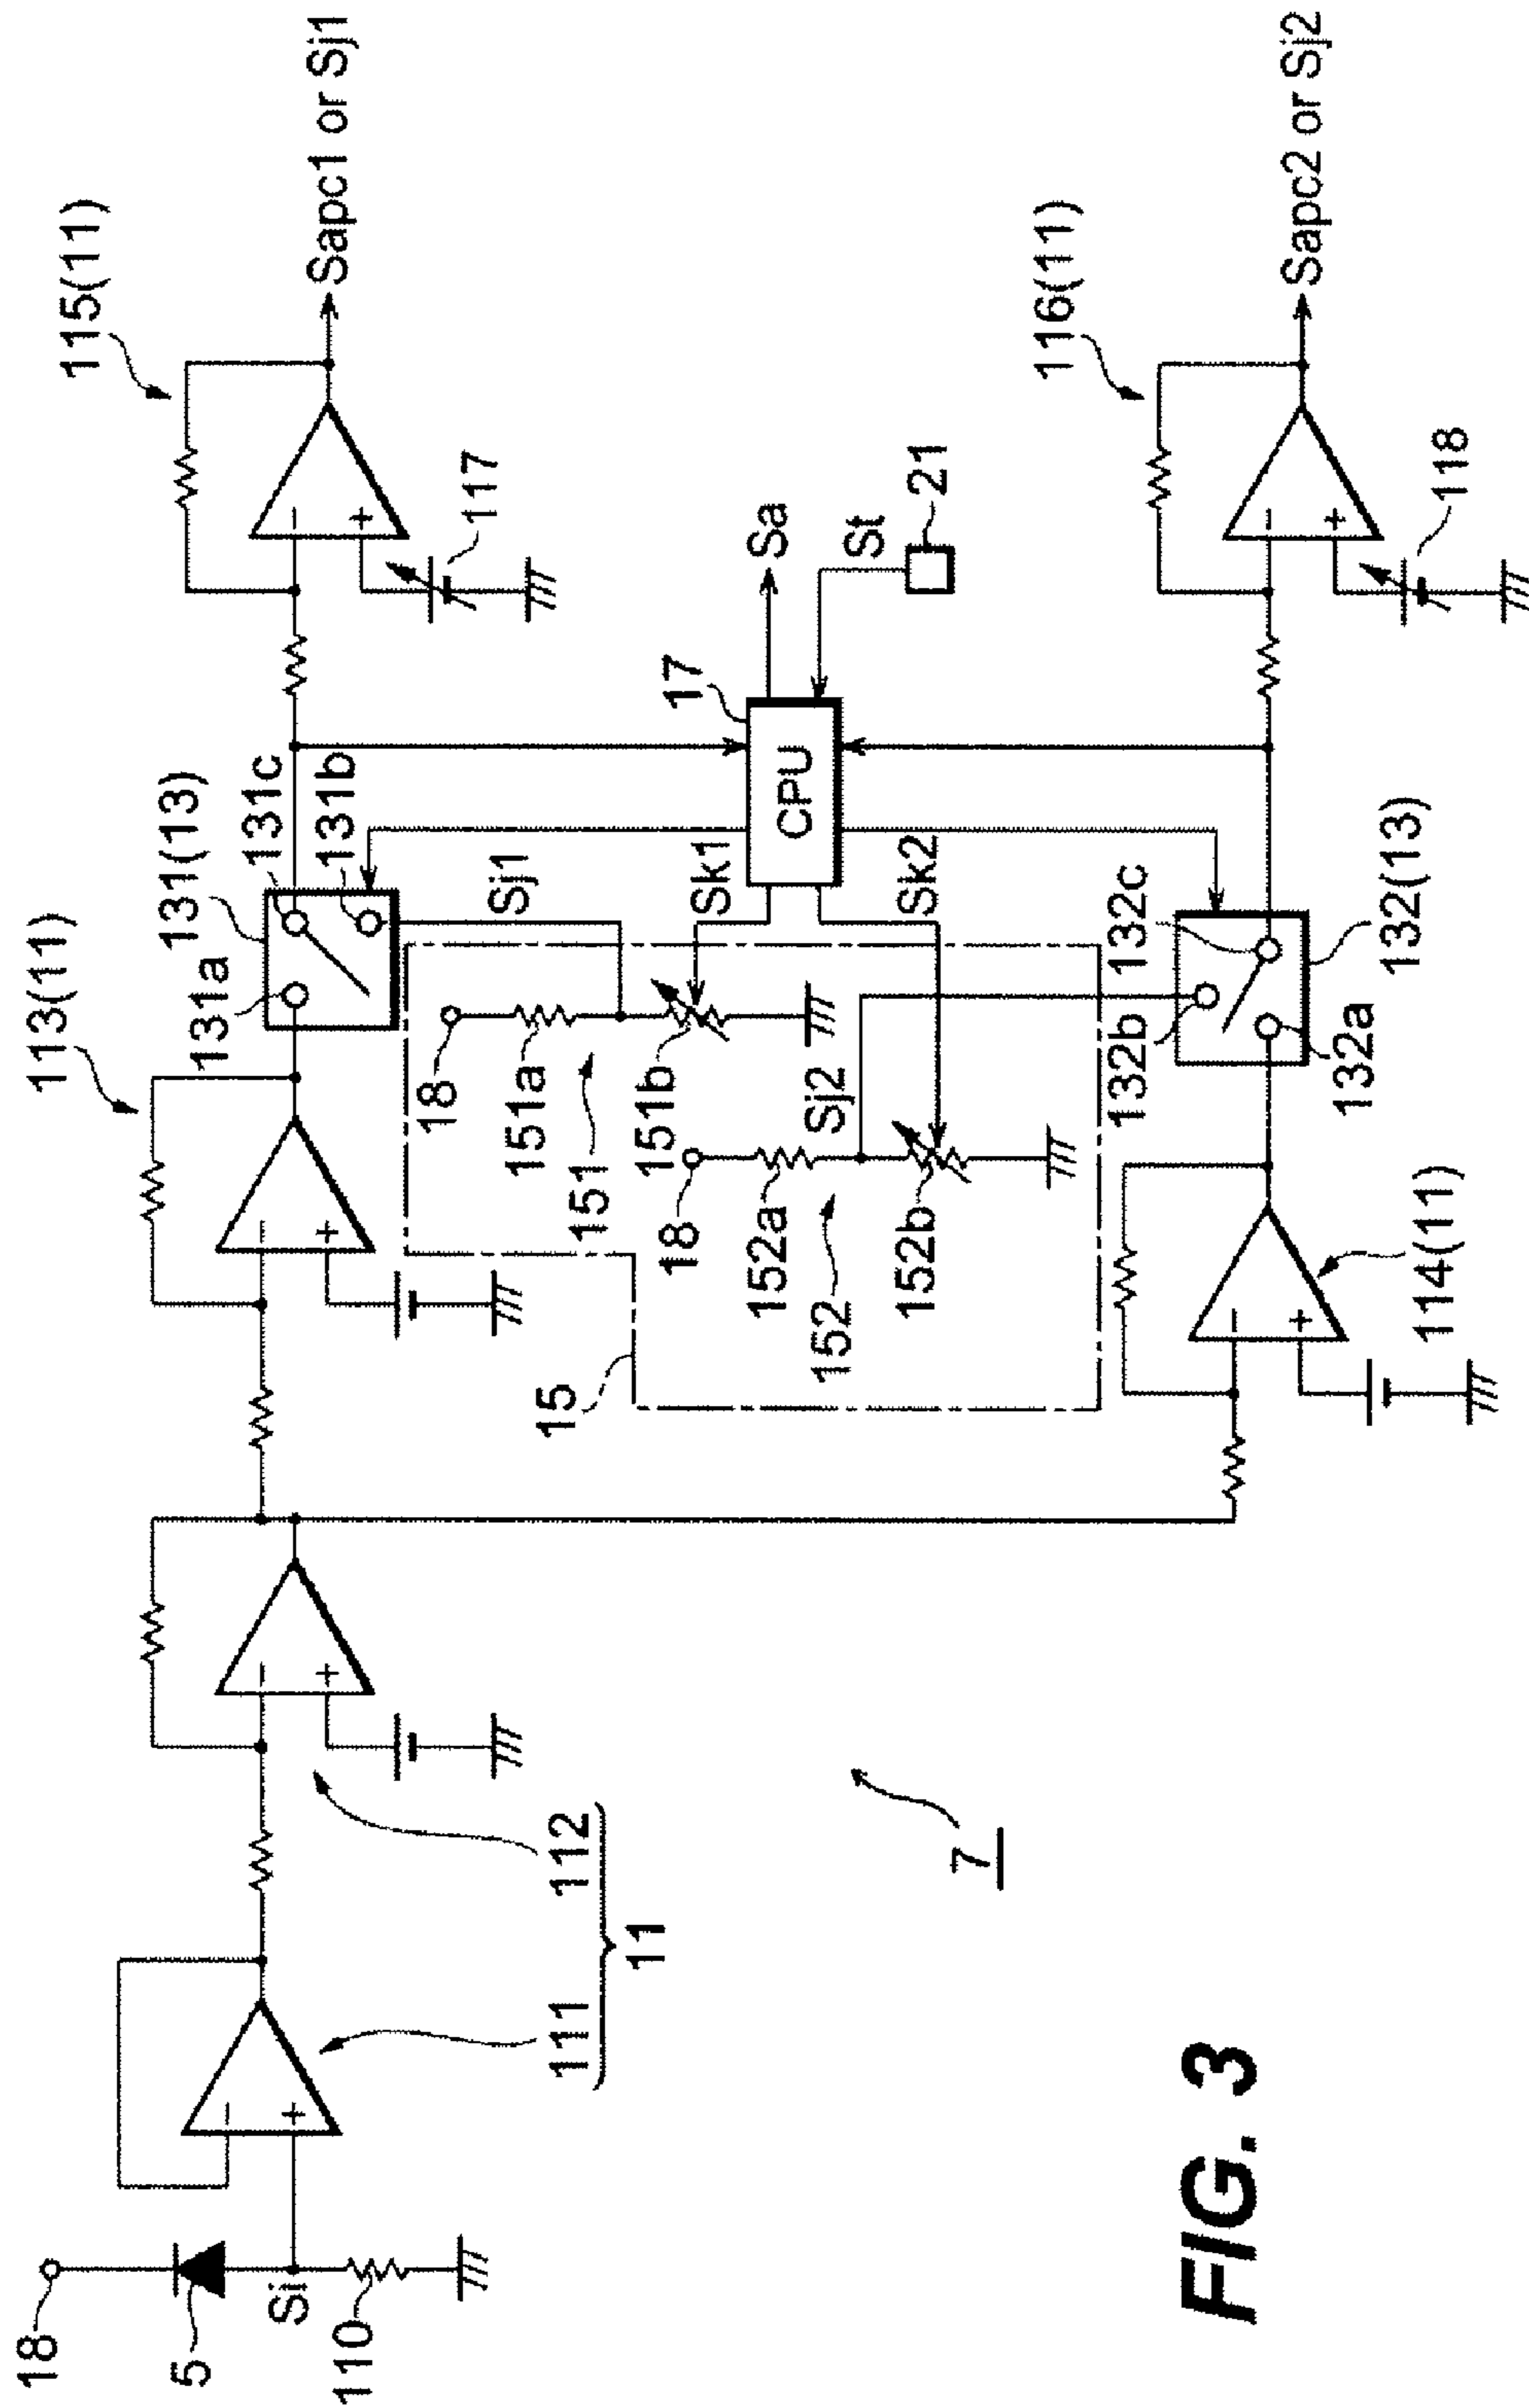 18
5
Si
110
111
112
11
113(11)
131a
131(13)
131c
131b
115(11)
Sapc1 or Sj1
117
Sj1
Sk1
17
CPU
Sa
St
21
Sk2
18
151a
151
151b
18
152a
152
152b
Sj2
15
132b
132c
132a
132(13)
114(11)
116(11)
Sapc2 or Sj2
118
7
FIG. 3